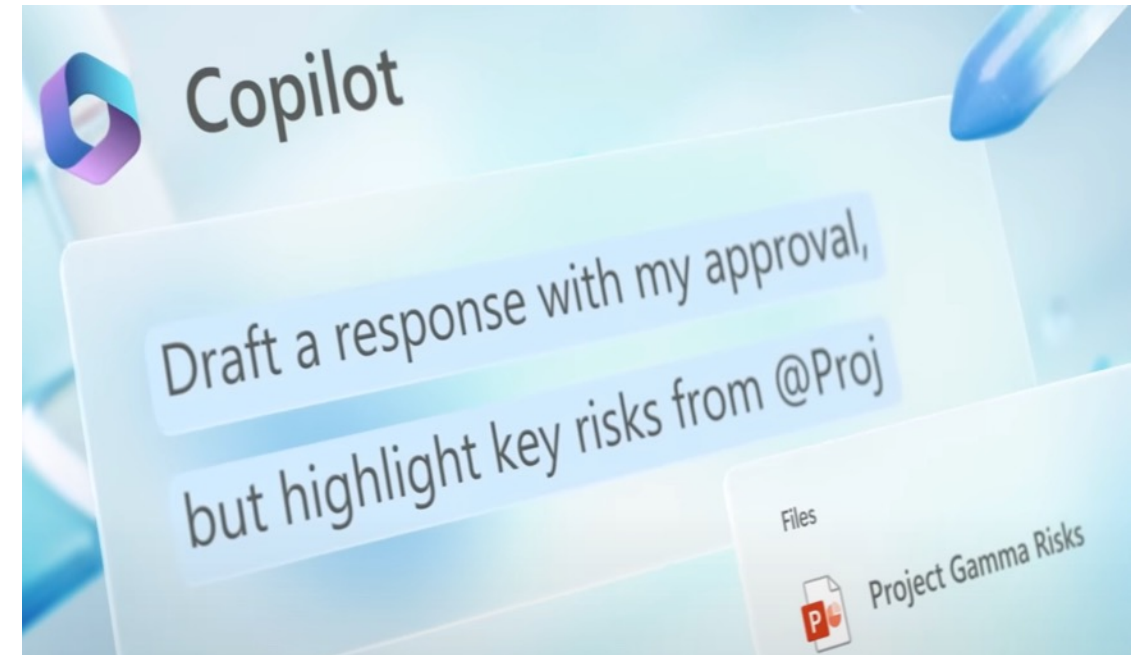 Copilot
Draft a response with my approval,
but highlight key risks from @Proj
Files
P
Project Gamma Risks